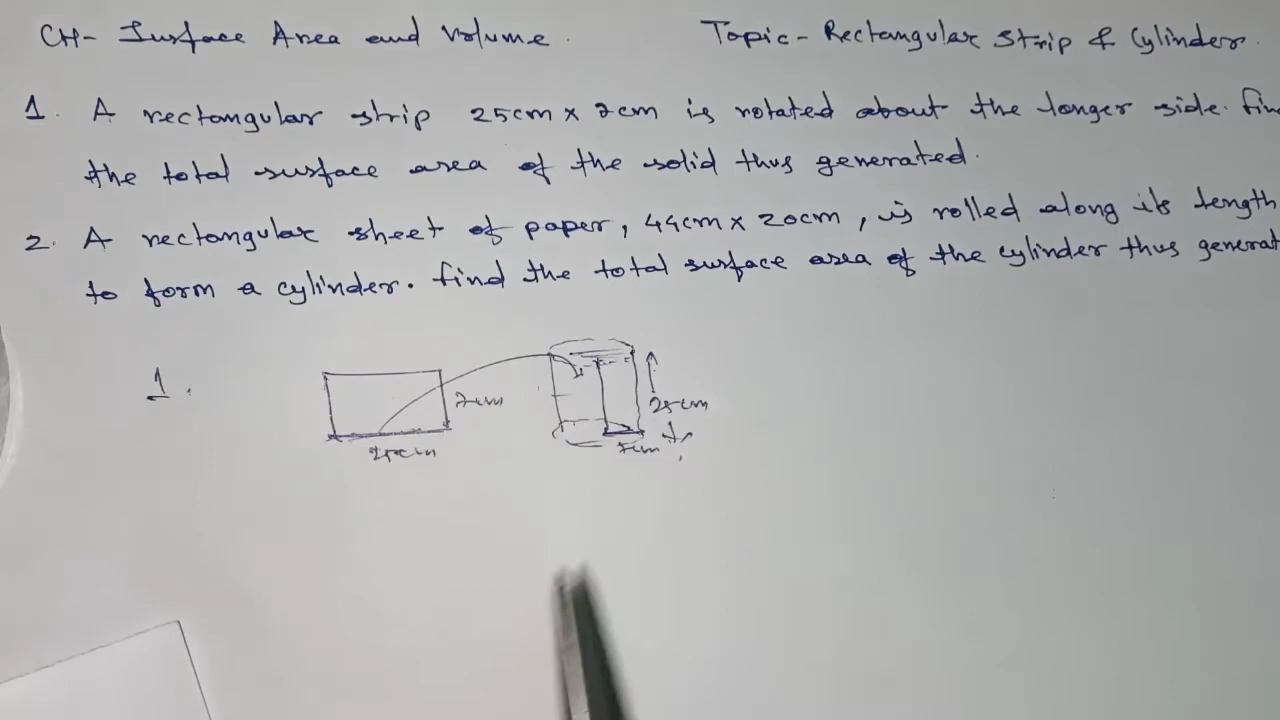 CH- Surface Area and Volume.
Topic- Rectangular Strip & Cylinder.
1. A rectangular strip 25cm x 7cm is rotated about the longer side. Fin
the total surface area of the solid thus generated.
2. A rectangular sheet of paper, 44cm x 20cm, is rolled along its length
to form a cylinder. find the total surface area of the cylinder thus generat
1.
7cm
25cm
25cm
7cm